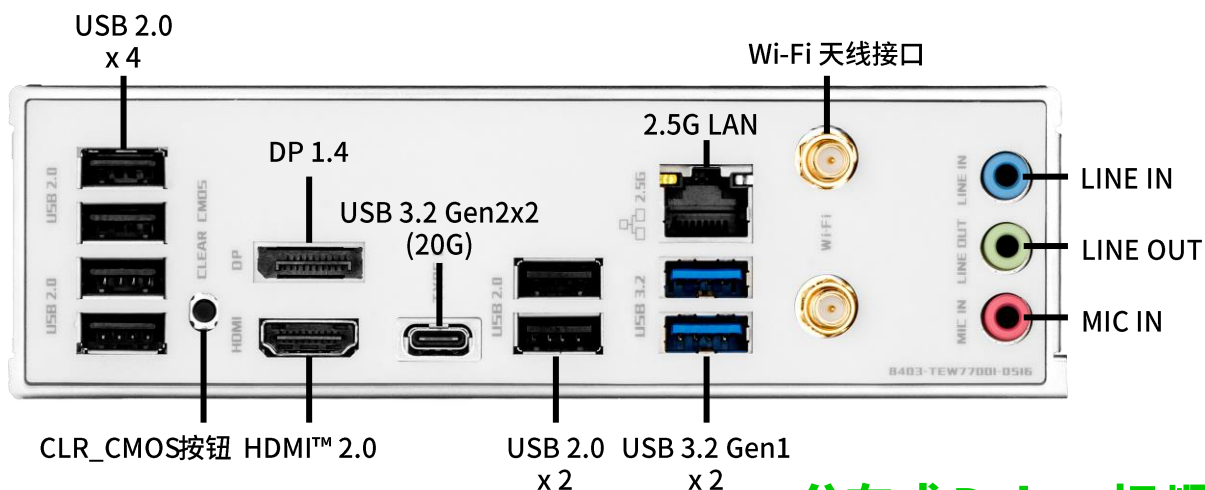 USB 2.0
x 4
Wi-Fi 天线接口
DP 1.4
2.5G LAN
USB 3.2 Gen2x2
(20G)
LINE IN
LINE OUT
MIC IN
USB 2.0
USB 2.0
CLEAR CMOS
DP
HDMI
USB 2.0
2.5G
USB 3.2
Wi-Fi
LINE IN
LINE OUT
MIC IN
8403-TEW770DI-DSI6
CLR_CMOS按钮
HDMI™ 2.0
USB 2.0
x 2
USB 3.2 Gen1
x 2